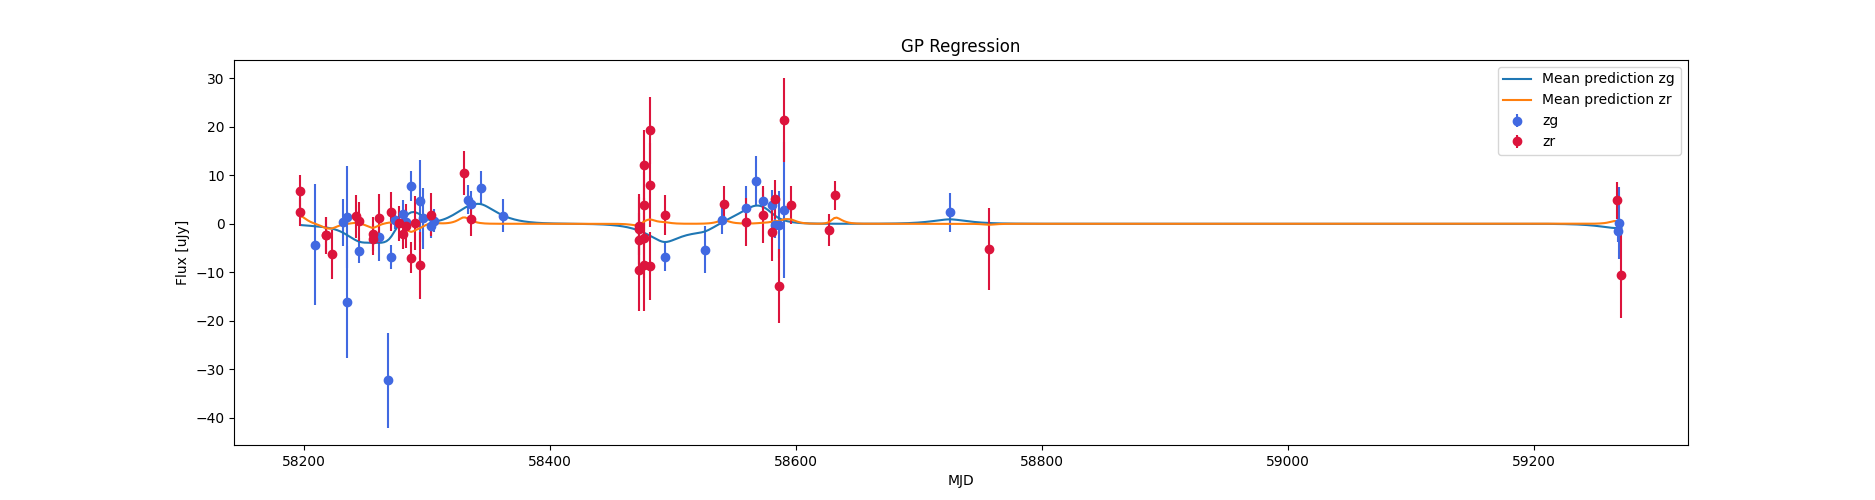 GP Regression
30
20
10
0
−10
−20
−30
−40
Flux [uJy]
58200
58400
58600
58800
59000
59200
MJD
Mean prediction zg
Mean prediction zr
zg
zr